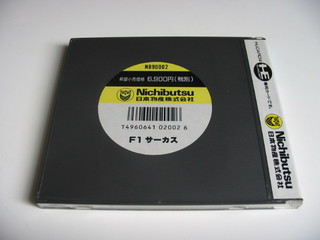 NB90002
希望小売価格 6,900円(税別)
Nichibutsu
日本物産株式会社
T4960641 02002 6
F1 サーカス
HE
Nichibutsu
日本物産株式会社